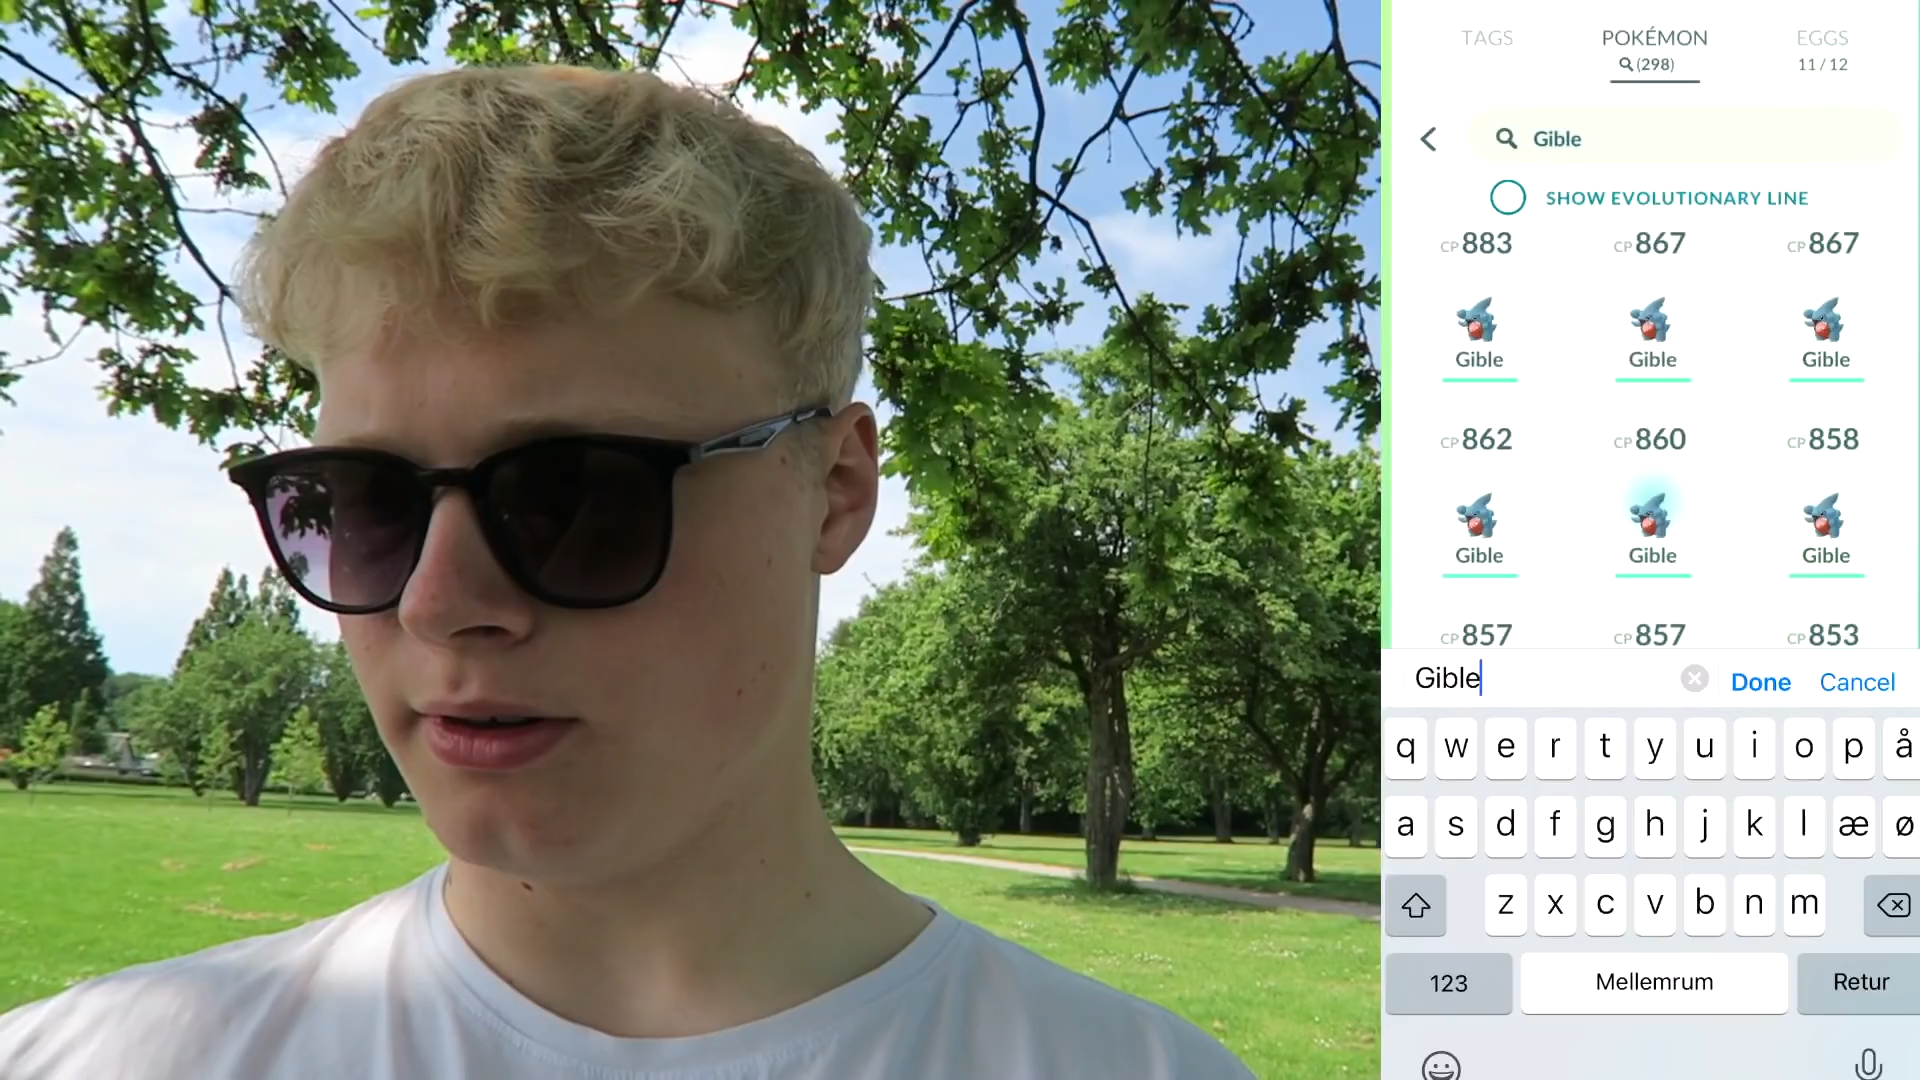 TAGS POKÉMON EGGS
(298) 11 / 12
Gible
SHOW EVOLUTIONARY LINE
CP883 CP867 CP867
Gible Gible Gible
CP862 CP860 CP858
Gible Gible Gible
CP857 CP857 CP853
Gible Done Cancel
q w e r t y u i o p å
a s d f g h j k l æ ø
z x c v b n m
123 Mellemrum Retur